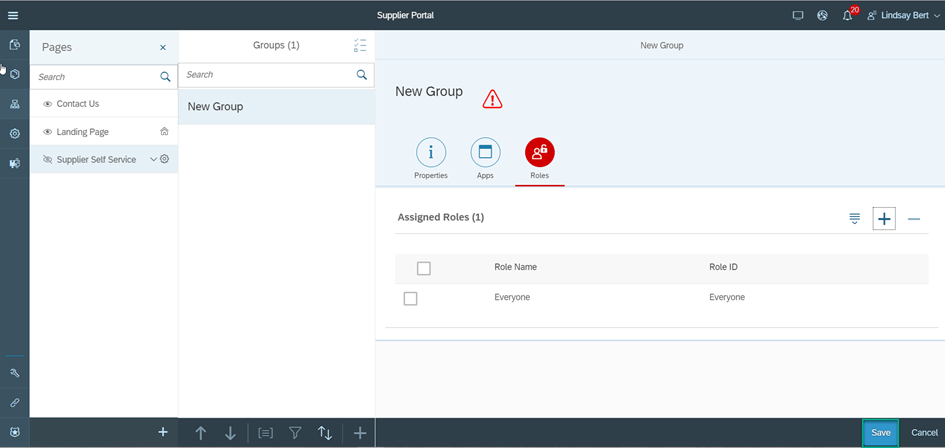 Supplier Portal
20
Lindsay Bert
Pages
Search
Contact Us
Landing Page
Supplier Self Service
Groups (1)
Search
New Group
New Group
New Group
Properties
Apps
Roles
Assigned Roles (1)
Role Name
Role ID
Everyone
Everyone
Save
Cancel